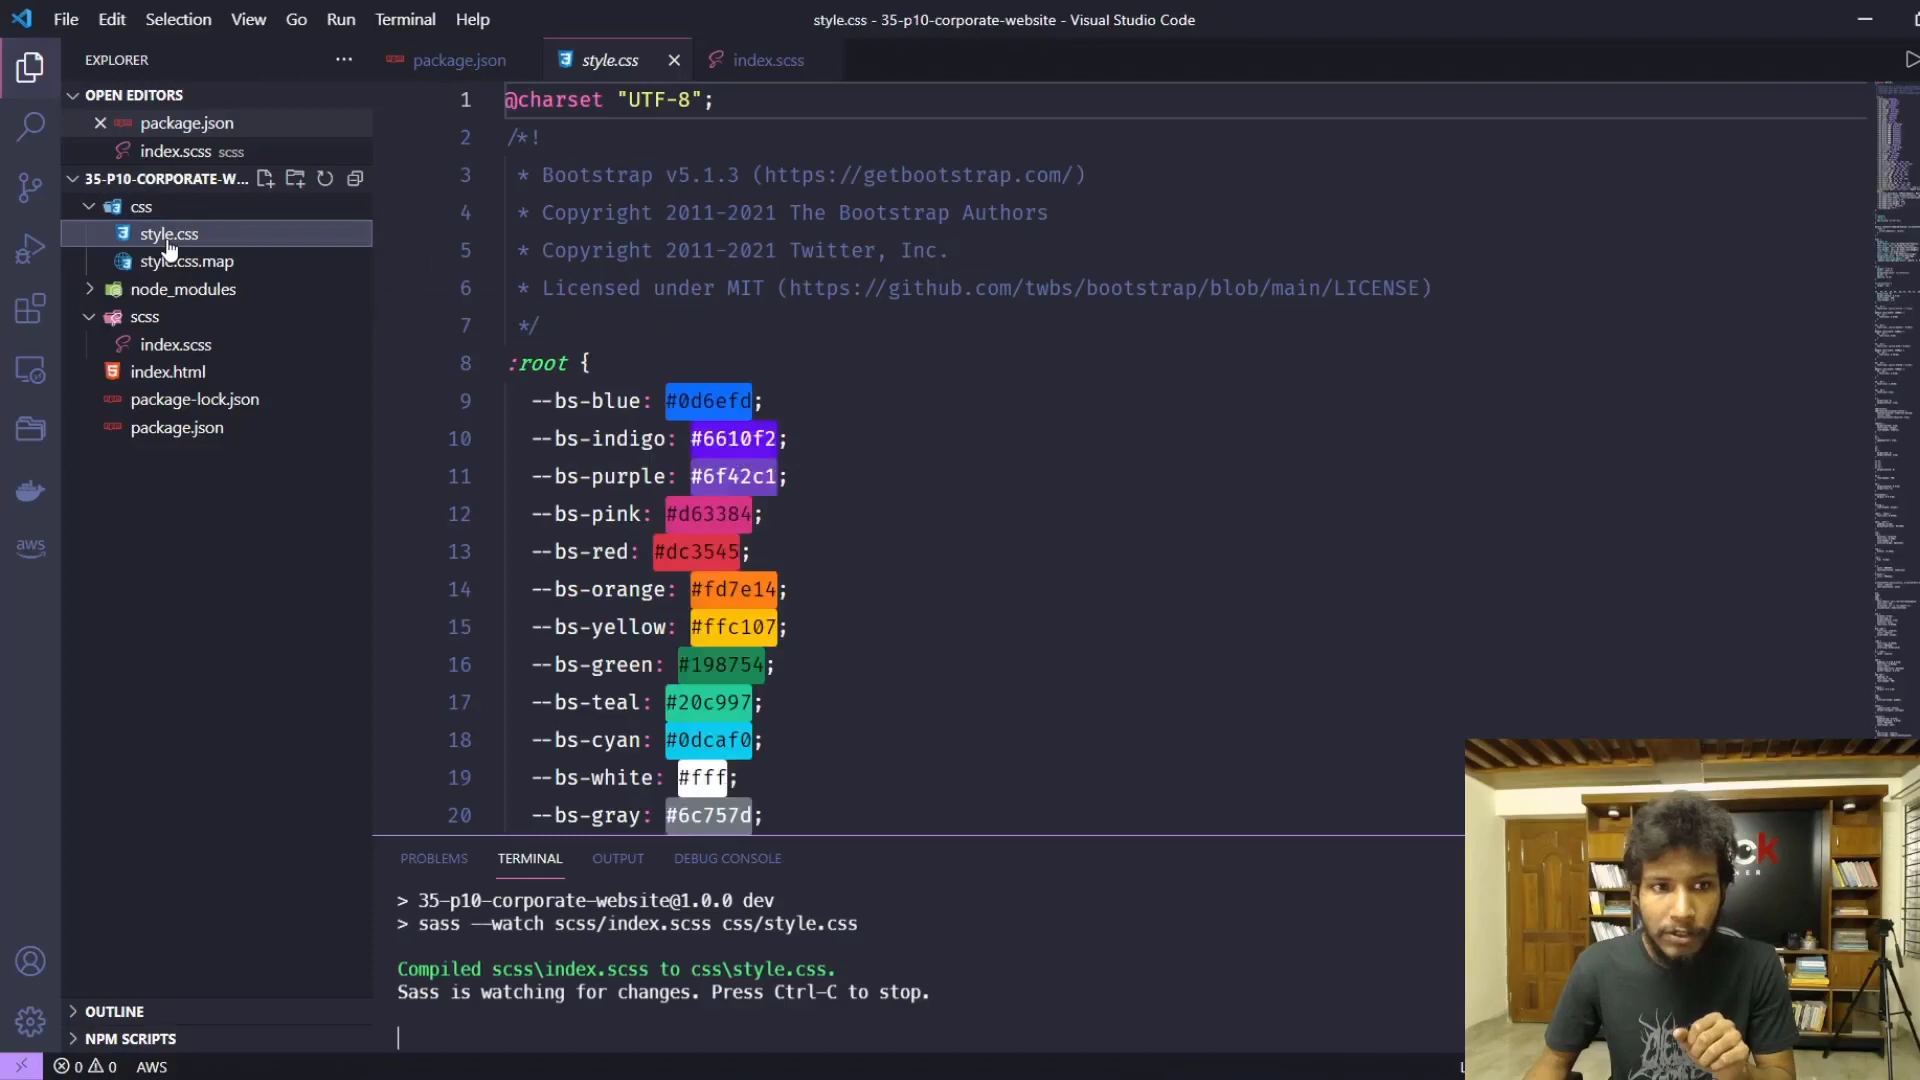 File Edit Selection View Go Run Terminal Help
style.css - 35-p10-corporate-website - Visual Studio Code
EXPLORER
OPEN EDITORS
package.json
index.scss scss
35-P10-CORPORATE-W...
css
style.css
style.css.map
node_modules
scss
index.scss
index.html
package-lock.json
package.json
OUTLINE
NPM SCRIPTS
aws
0 0 AWS
package.json style.css index.scss
1 @charset "UTF-8";
2 /*!
3 * Bootstrap v5.1.3 (https://getbootstrap.com/)
4 * Copyright 2011-2021 The Bootstrap Authors
5 * Copyright 2011-2021 Twitter, Inc.
6 * Licensed under MIT (https://github.com/twbs/bootstrap/blob/main/LICENSE)
7 */
8 :root {
9 --bs-blue: #0d6efd;
10 --bs-indigo: #6610f2;
11 --bs-purple: #6f42c1;
12 --bs-pink: #d63384;
13 --bs-red: #dc3545;
14 --bs-orange: #fd7e14;
15 --bs-yellow: #ffc107;
16 --bs-green: #198754;
17 --bs-teal: #20c997;
18 --bs-cyan: #0dcaf0;
19 --bs-white: #fff;
20 --bs-gray: #6c757d;
PROBLEMS TERMINAL OUTPUT DEBUG CONSOLE
> 35-p10-corporate-website@1.0.0 dev
> sass --watch scss/index.scss css/style.css
Compiled scss\index.scss to css\style.css.
Sass is watching for changes. Press Ctrl-C to stop.